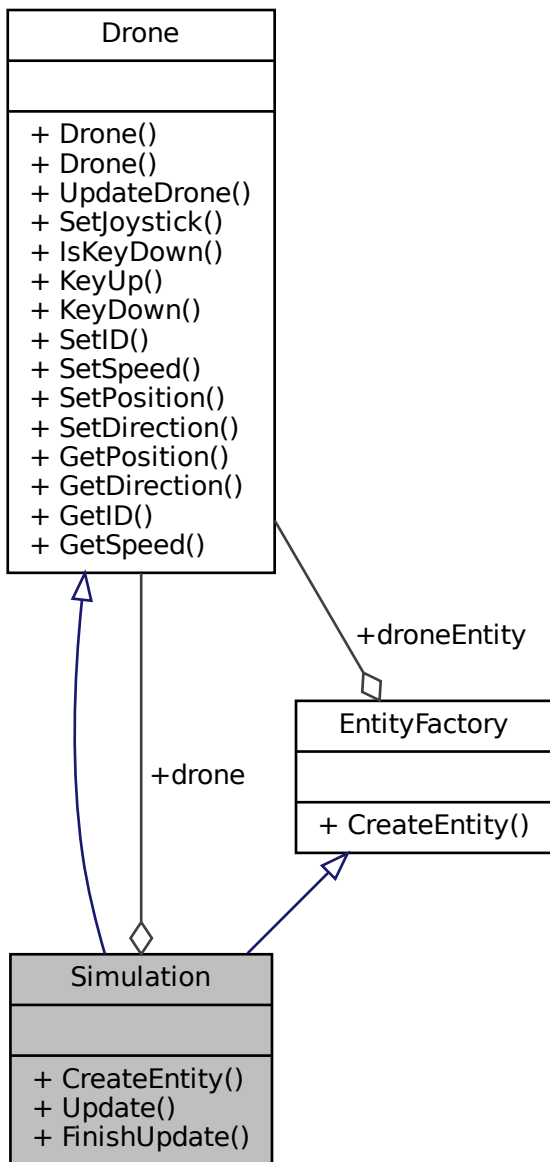 Drone
+ Drone()
+ Drone()
+ UpdateDrone()
+ SetJoystick()
+ IsKeyDown()
+ KeyUp()
+ KeyDown()
+ SetID()
+ SetSpeed()
+ SetPosition()
+ SetDirection()
+ GetPosition()
+ GetDirection()
+ GetID()
+ GetSpeed()
+droneEntity
EntityFactory
+ CreateEntity()
+drone
Simulation
+ CreateEntity()
+ Update()
+ FinishUpdate()